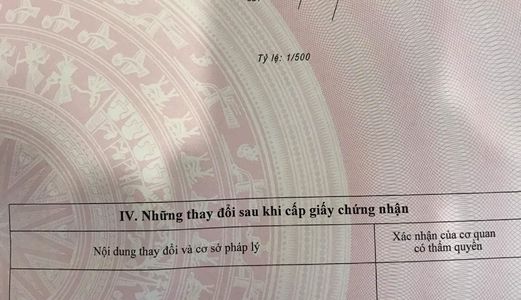 Tỷ lệ: 1/500
IV. Những thay đổi sau khi cấp giấy chứng nhận
Nội dung thay đổi và cơ sở pháp lý
Xác nhận của cơ quan
có thẩm quyền